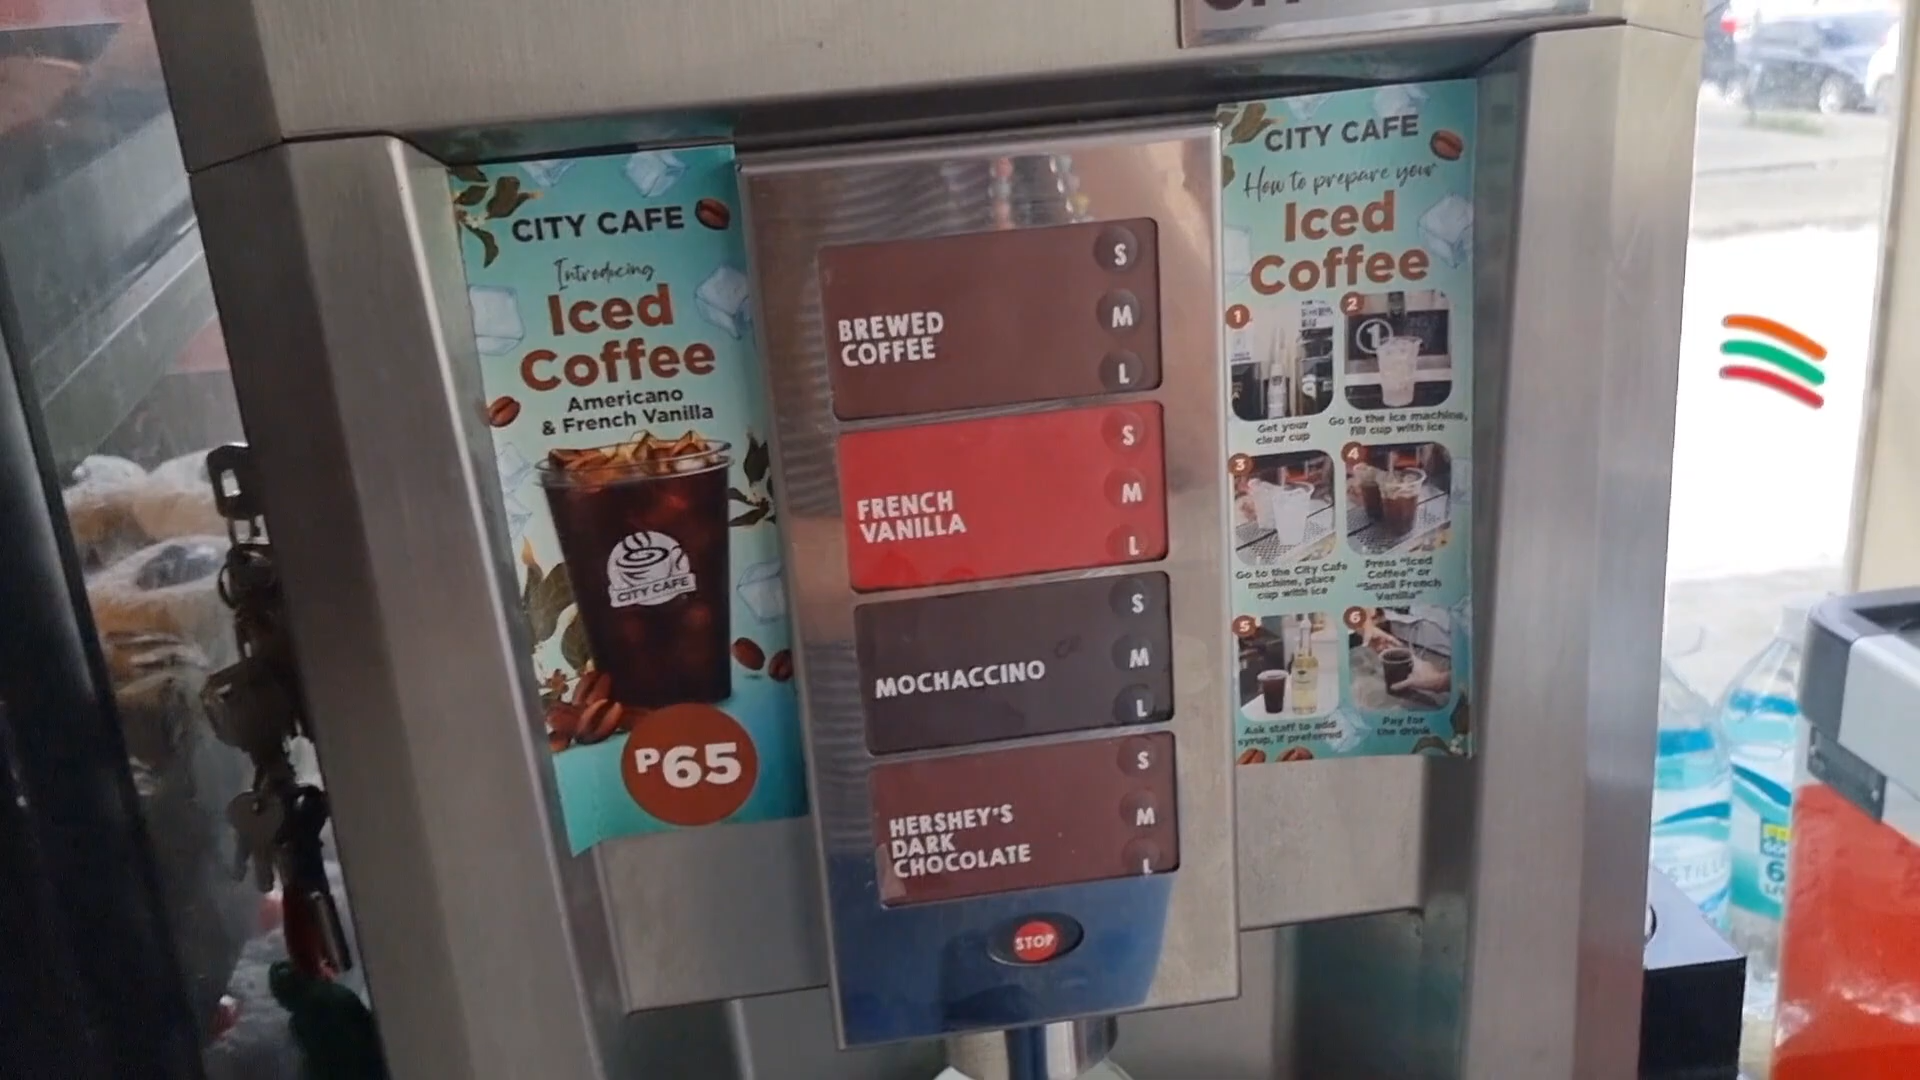 CITY CAFE
Introducing
Iced
Coffee
Americano
& French Vanilla
CITY CAFE
P65
BREWED
COFFEE
S
M
L
FRENCH
VANILLA
S
M
L
MOCHACCINO
S
M
L
HERSHEY'S
DARK
CHOCOLATE
S
M
L
STOP
CITY CAFE
How to prepare your
Iced
Coffee
1
Get your
clear cup
2
Go to the ice machine,
fill cup with ice
3
Go to the City Cafe
machine, place
cup with ice
4
Press "Iced
Coffee" or
"Small French
Vanilla"
5
Ask staff to add
syrup, if preferred
6
Pay for
the drink